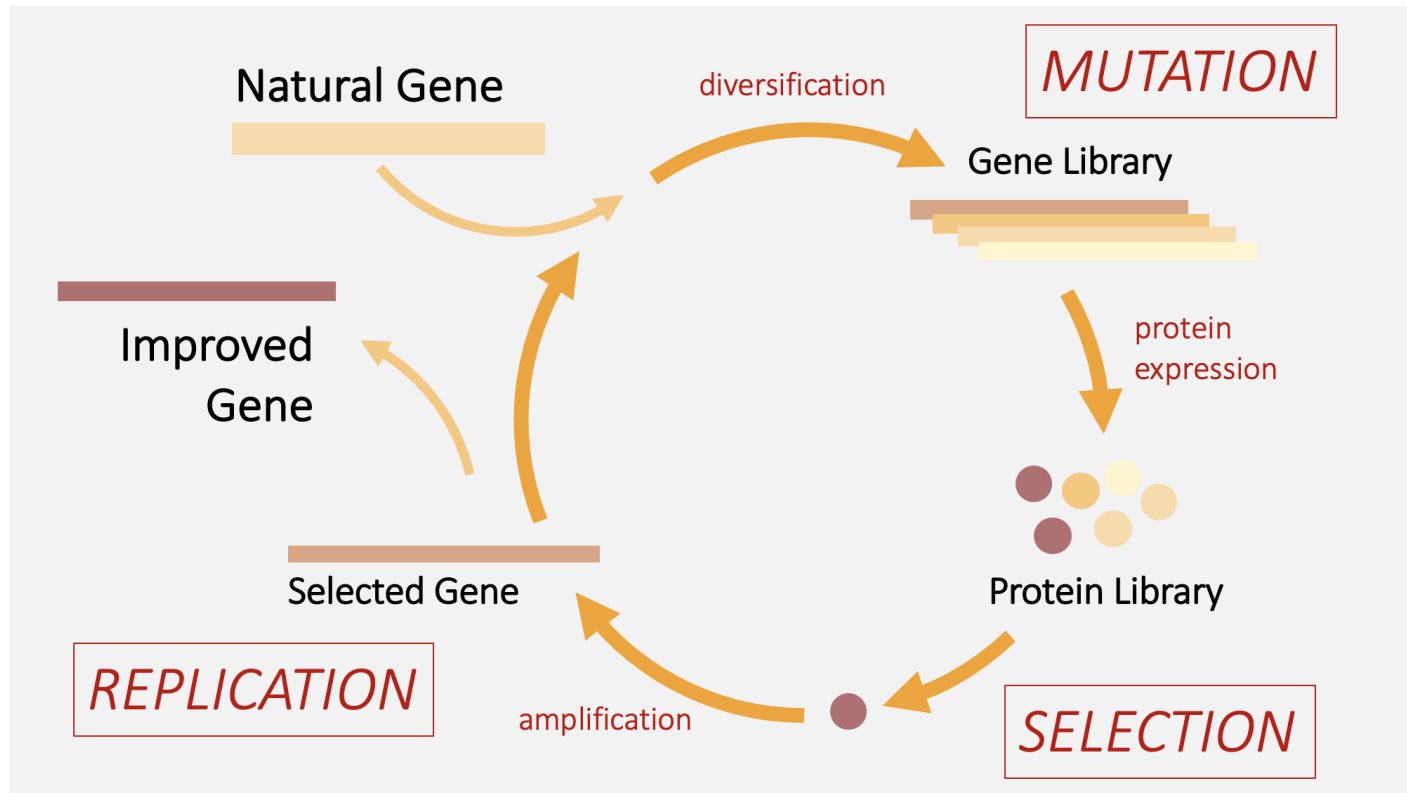 Natural Gene
diversification
MUTATION
Gene Library
protein
expression
Protein Library
SELECTION
amplification
Selected Gene
REPLICATION
Improved
Gene